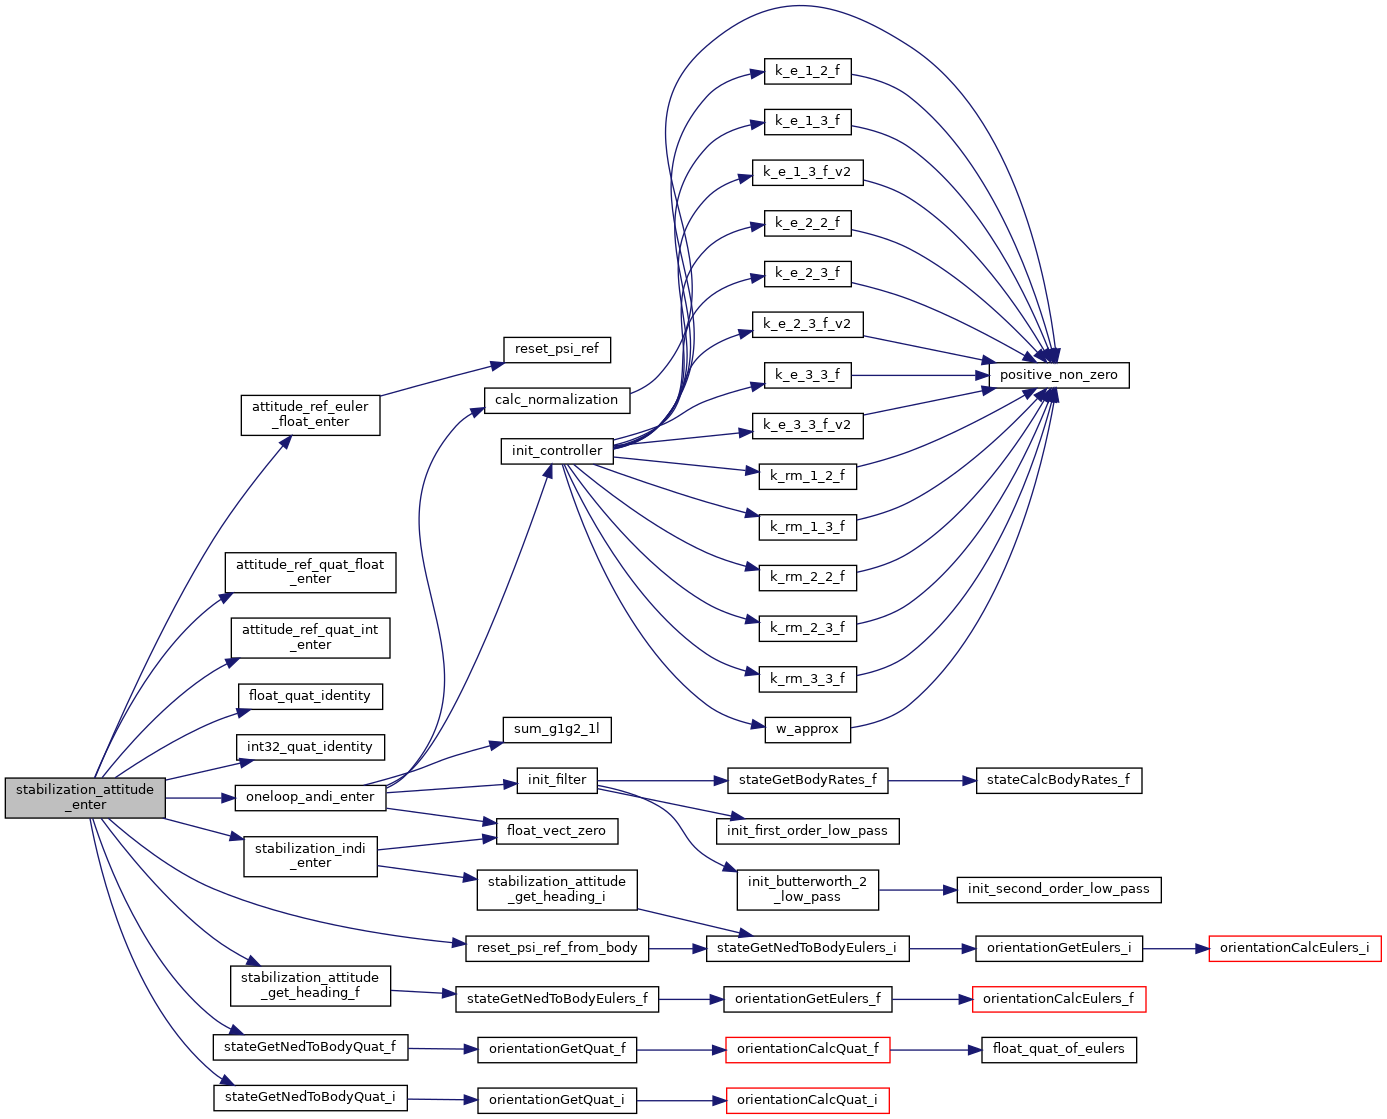 stabilization_attitude
_enter
attitude_ref_euler
_float_enter
reset_psi_ref
attitude_ref_quat_float
_enter
attitude_ref_quat_int
_enter
float_quat_identity
int32_quat_identity
oneloop_andi_enter
calc_normalization
positive_non_zero
init_controller
k_e_1_2_f
k_e_1_3_f
k_e_1_3_f_v2
k_e_2_2_f
k_e_2_3_f
k_e_2_3_f_v2
k_e_3_3_f
k_e_3_3_f_v2
k_rm_1_2_f
k_rm_1_3_f
k_rm_2_2_f
k_rm_2_3_f
k_rm_3_3_f
w_approx
sum_g1g2_1l
init_filter
stateGetBodyRates_f
stateCalcBodyRates_f
init_first_order_low_pass
init_butterworth_2
_low_pass
init_second_order_low_pass
float_vect_zero
stabilization_indi
_enter
stabilization_attitude
_get_heading_i
reset_psi_ref_from_body
stateGetNedToBodyEulers_i
orientationGetEulers_i
orientationCalcEulers_i
stabilization_attitude
_get_heading_f
stateGetNedToBodyEulers_f
orientationGetEulers_f
orientationCalcEulers_f
stateGetNedToBodyQuat_f
orientationGetQuat_f
orientationCalcQuat_f
float_quat_of_eulers
stateGetNedToBodyQuat_i
orientationGetQuat_i
orientationCalcQuat_i